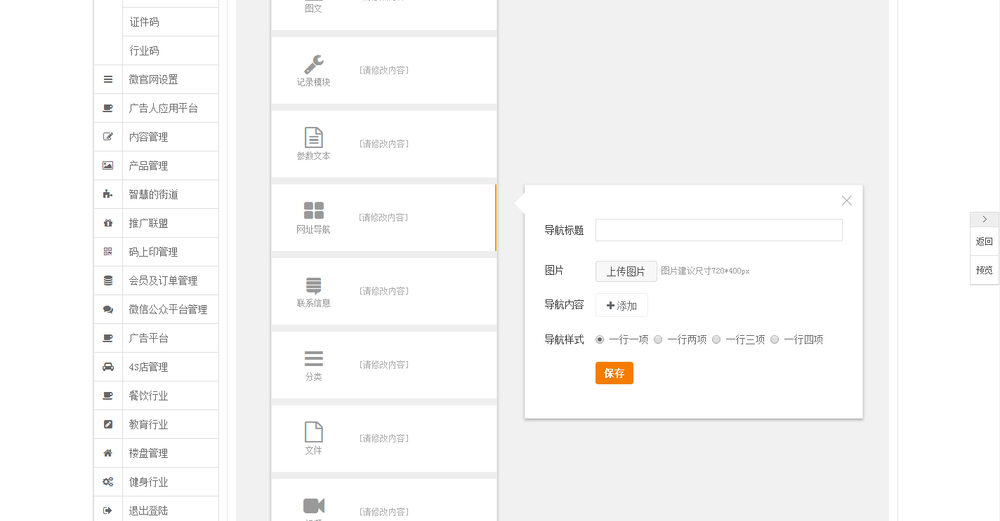 证件码
行业码
微官网设置
广告人应用平台
内容管理
产品管理
智慧的街道
推广联盟
码上印管理
会员及订单管理
微信公众平台管理
广告平台
4S店管理
餐饮行业
教育行业
楼盘管理
健身行业
退出登陆
图文
记录模块
[请修改内容]
参数文本
[请修改内容]
网址导航
[请修改内容]
联系信息
[请修改内容]
分类
[请修改内容]
文件
[请修改内容]
[请修改内容]
导航标题
图片
上传图片 图片建议尺寸720*400px
导航内容
添加
导航样式 一行一项 一行两项 一行三项 一行四项
保存
返回
预览